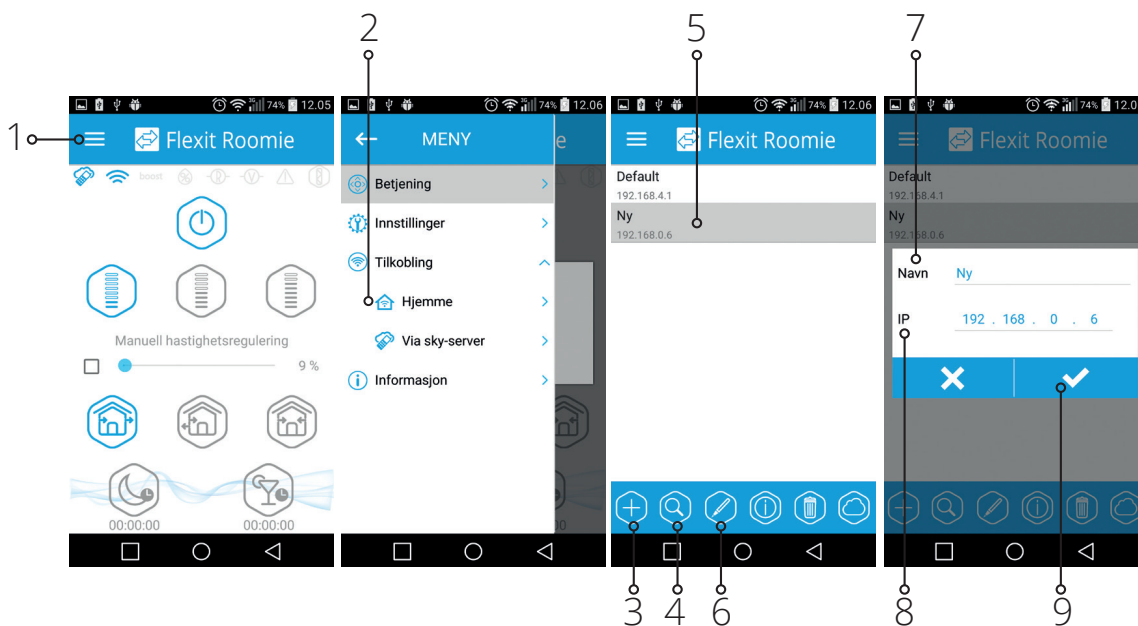 2
5
7
74% 12.05
74% 12.06
74% 12.06
74% 12.0
1
Flexit Roomie
MENY
e
Flexit Roomie
Flexit Roomie
boost
Manuell hastighetsregulering
9 %
00:00:00
00:00:00
Betjening
Innstillinger
Tilkobling
Hjemme
Via sky-server
Informasjon
00
Default
192.168.4.1
Ny
192.168.0.6
Default
192.168.4.1
Ny
192.168.0.6
Navn Ny
IP 192 . 168 . 0 . 6
3
4
6
8
9